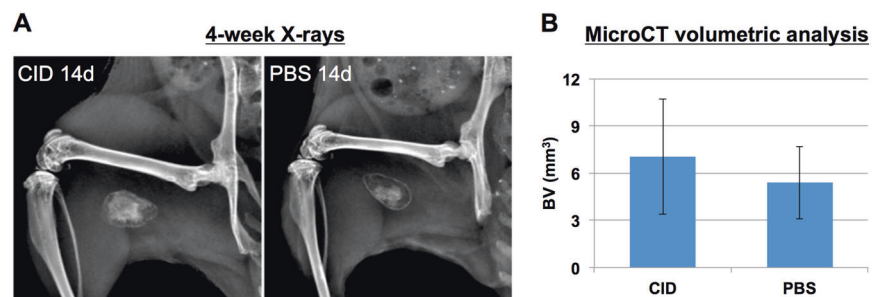 A
4-week X-rays
CID 14d
PBS 14d
B
MicroCT volumetric analysis
BV (mm³)
12
9
6
3
0
CID
PBS